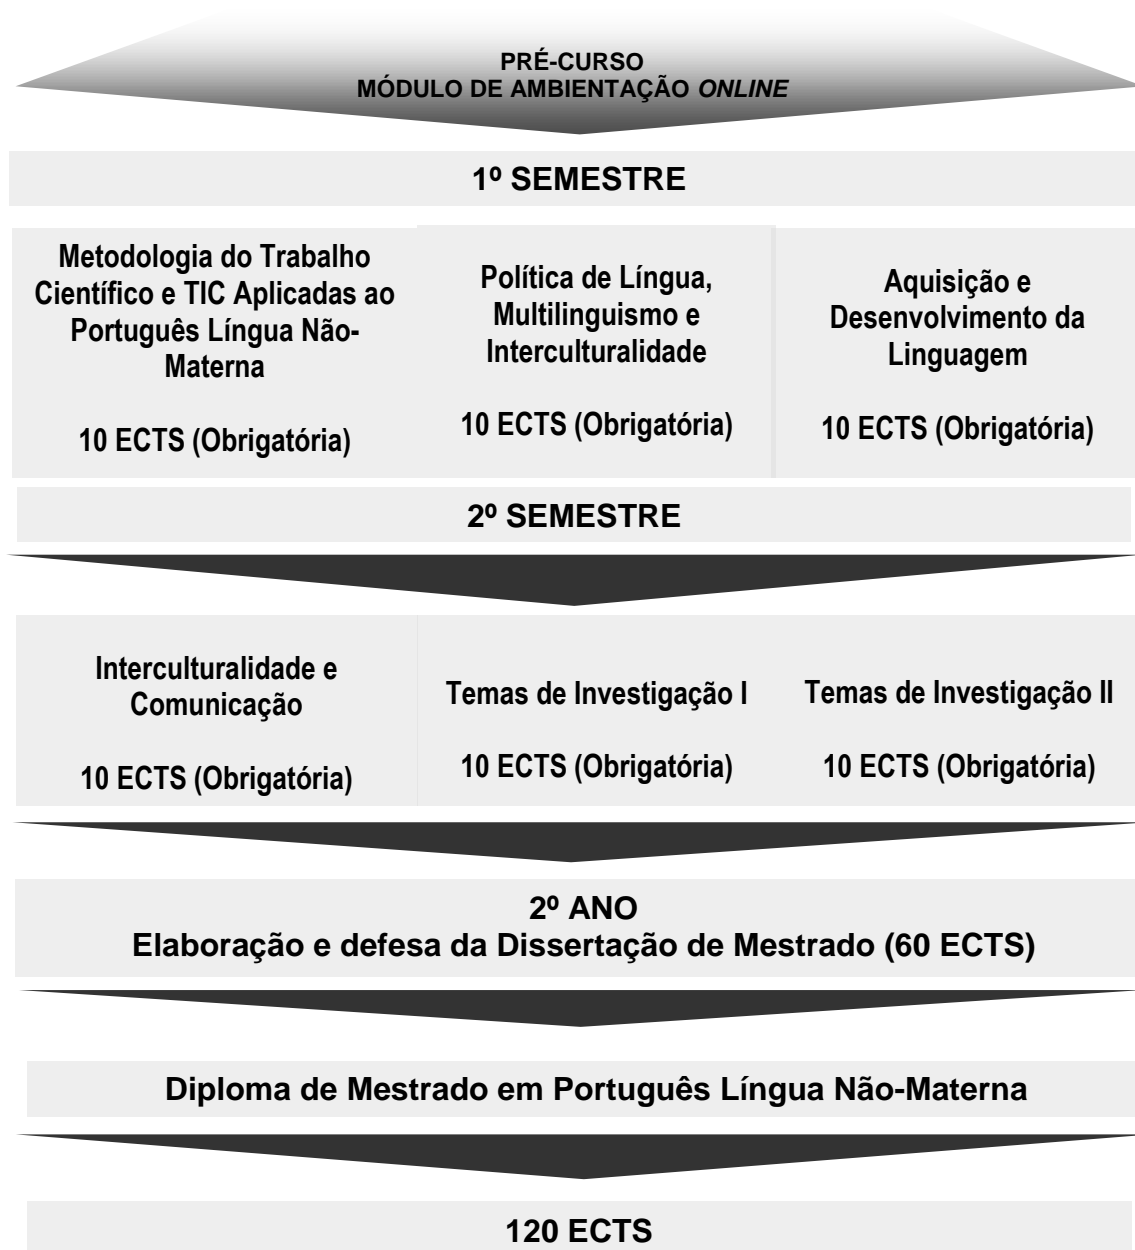 PRÉ-CURSO
MÓDULO DE AMBIENTAÇÃO ONLINE
1º SEMESTRE
Metodologia do Trabalho
Científico e TIC Aplicadas ao
Português Língua Não-
Materna
10 ECTS (Obrigatória)
Política de Língua,
Multilinguismo e
Interculturalidade
10 ECTS (Obrigatória)
Aquisição e
Desenvolvimento da
Linguagem
10 ECTS (Obrigatória)
2º SEMESTRE
Interculturalidade e
Comunicação
10 ECTS (Obrigatória)
Temas de Investigação I
10 ECTS (Obrigatória)
Temas de Investigação II
10 ECTS (Obrigatória)
2º ANO
Elaboração e defesa da Dissertação de Mestrado (60 ECTS)
Diploma de Mestrado em Português Língua Não-Materna
120 ECTS